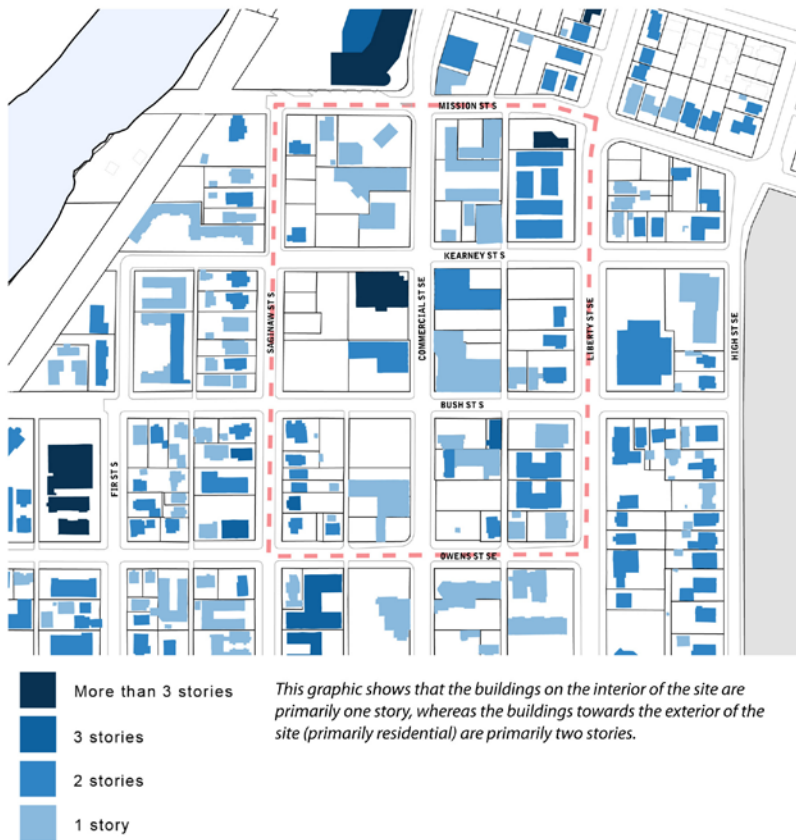 MISSION ST S
KEARNEY ST S
SAGINAW ST S
COMMERCIAL ST SE
LIBERTY ST SE
HIGH ST SE
BUSH ST S
FIR ST S
OWENS ST SE
More than 3 stories
3 stories
2 stories
1 story
This graphic shows that the buildings on the interior of the site are
primarily one story, whereas the buildings towards the exterior of the
site (primarily residential) are primarily two stories.